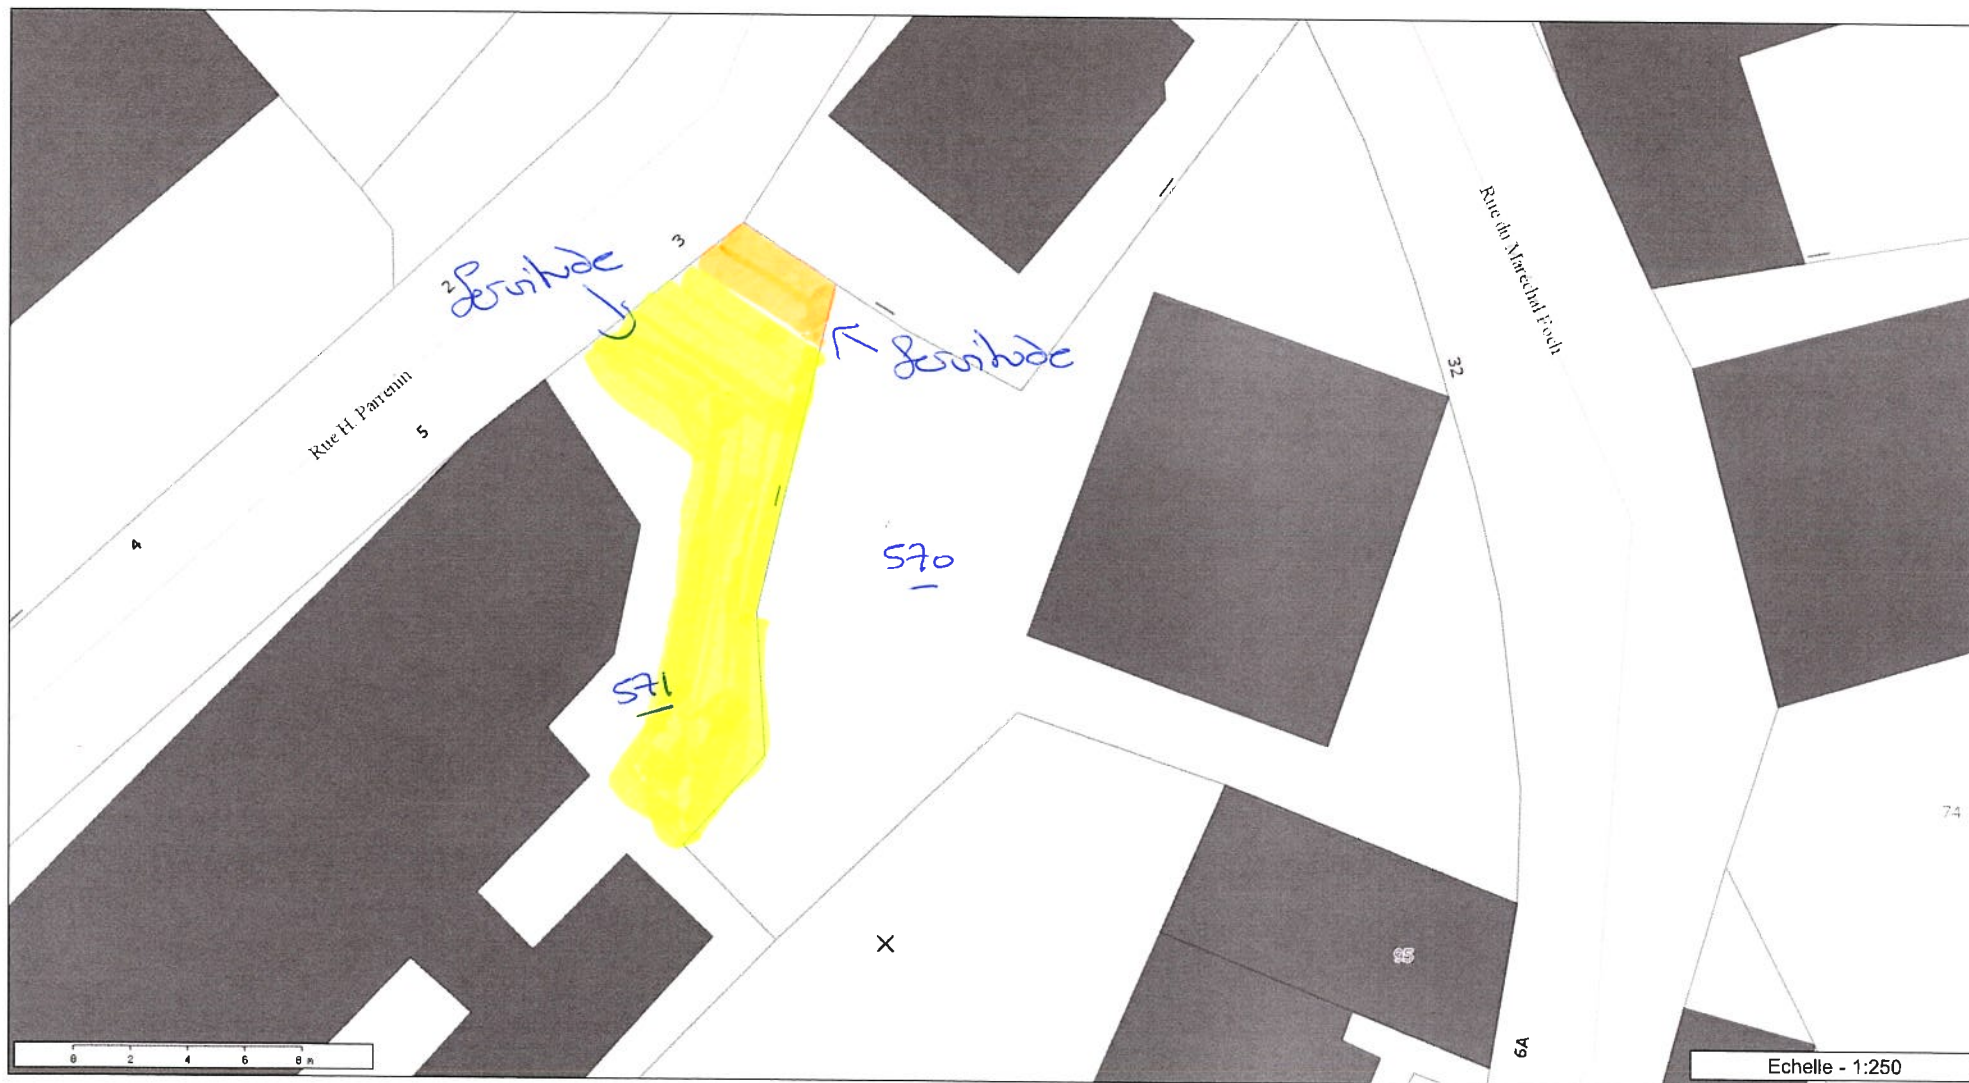 3
2
Servitude
Servitude
Rue H. Parrenin
5
4
Rue du Maréchal Foch
32
570
571
74
95
6A
0 2 4 6 8 m
Echelle - 1:250